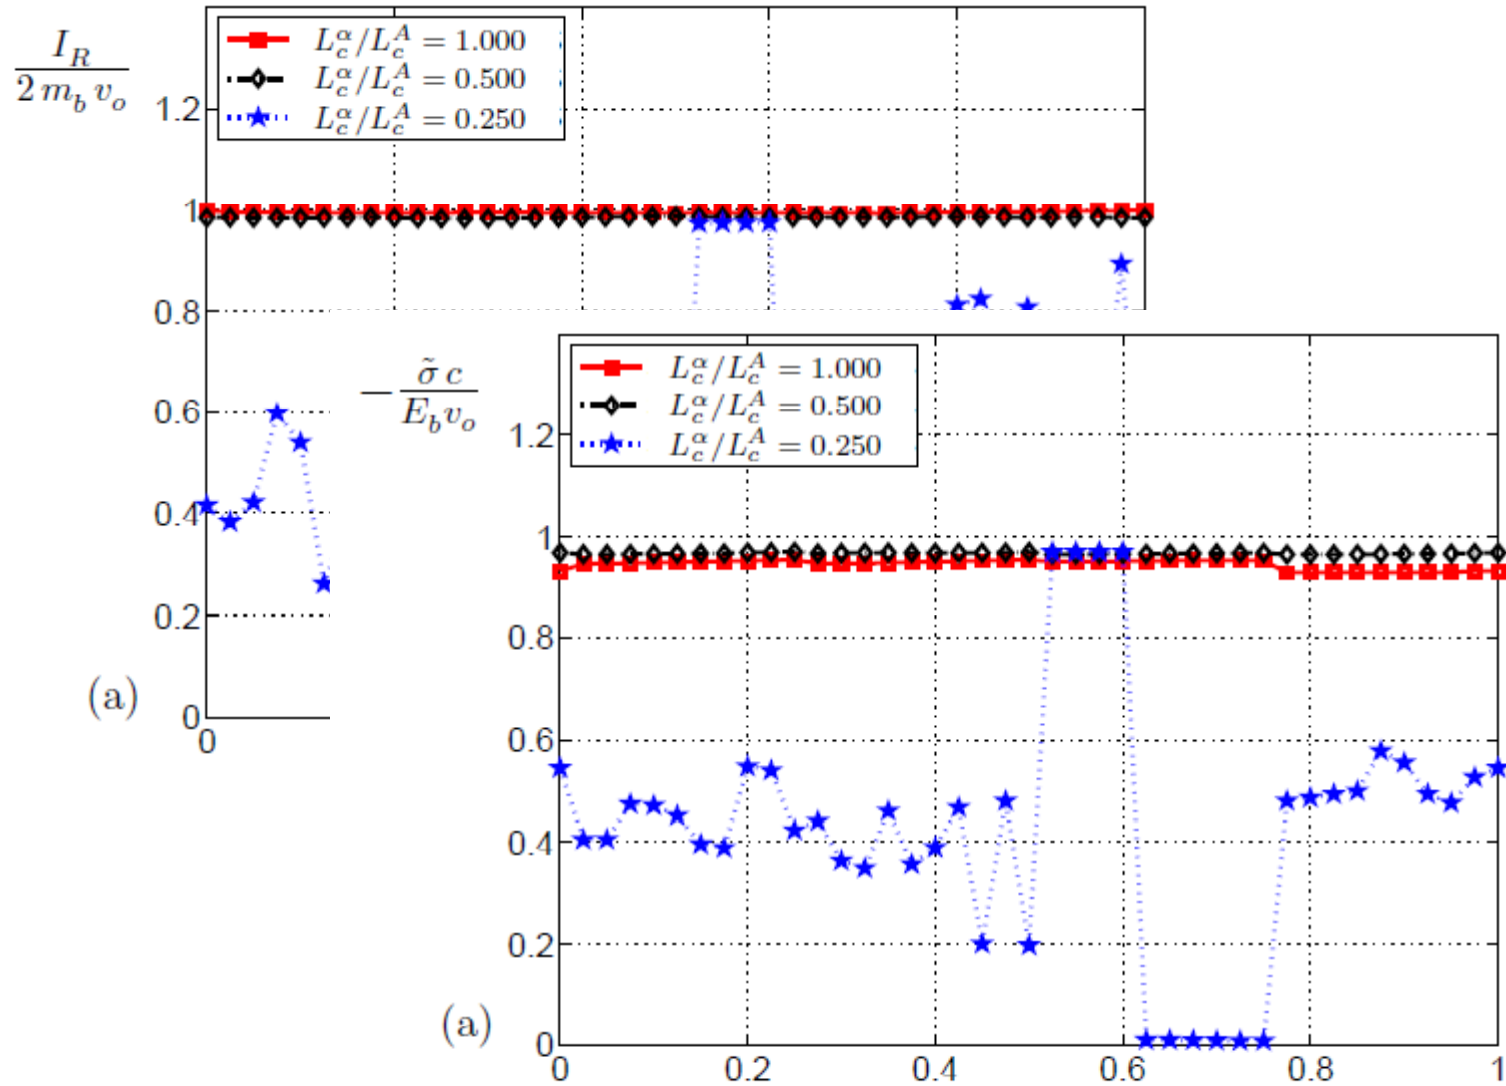 I_R / 2 m_b v_o
L_c^α/L_c^A = 1.000
L_c^α/L_c^A = 0.500
L_c^α/L_c^A = 0.250
1.2
1
0.8
0.6
0.4
0.2
0
0
(a)
−σ̃ c / E_b v_o
L_c^α/L_c^A = 1.000
L_c^α/L_c^A = 0.500
L_c^α/L_c^A = 0.250
1.2
1
0.8
0.6
0.4
0.2
0
0 0.2 0.4 0.6 0.8 1
(a)